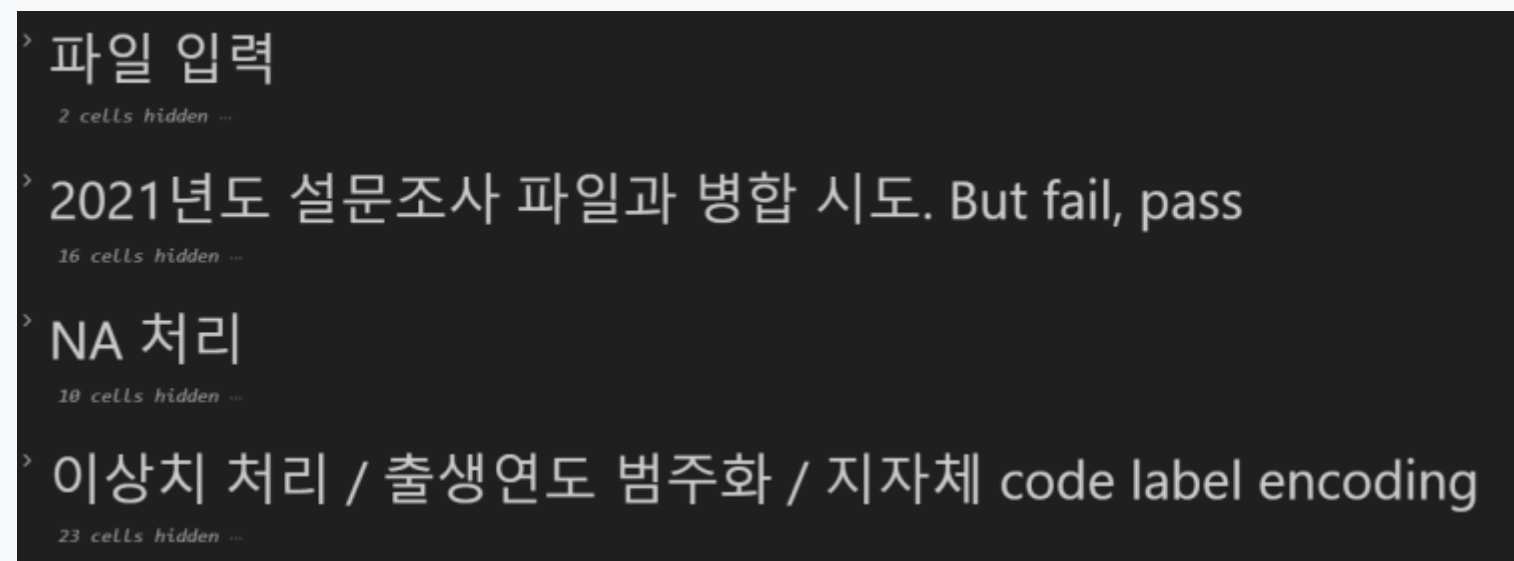 파일 입력
2 cells hidden ...
2021년도 설문조사 파일과 병합 시도. But fail, pass
16 cells hidden ...
NA 처리
10 cells hidden ...
이상치 처리 / 출생연도 범주화 / 지자체 code label encoding
23 cells hidden ...